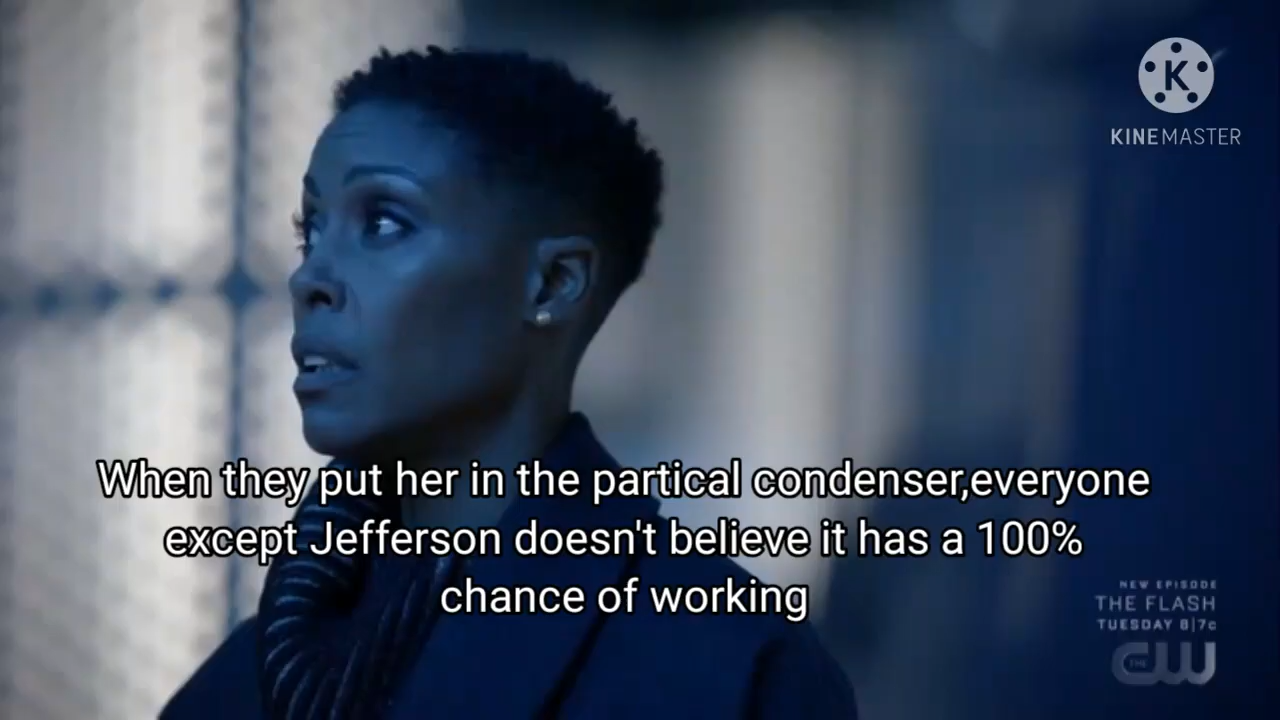 K
KINEMASTER
When they put her in the partical condenser,everyone
except Jefferson doesn't believe it has a 100%
chance of working
NEW EPISODE
THE FLASH
TUESDAY 8|7c
THE CW